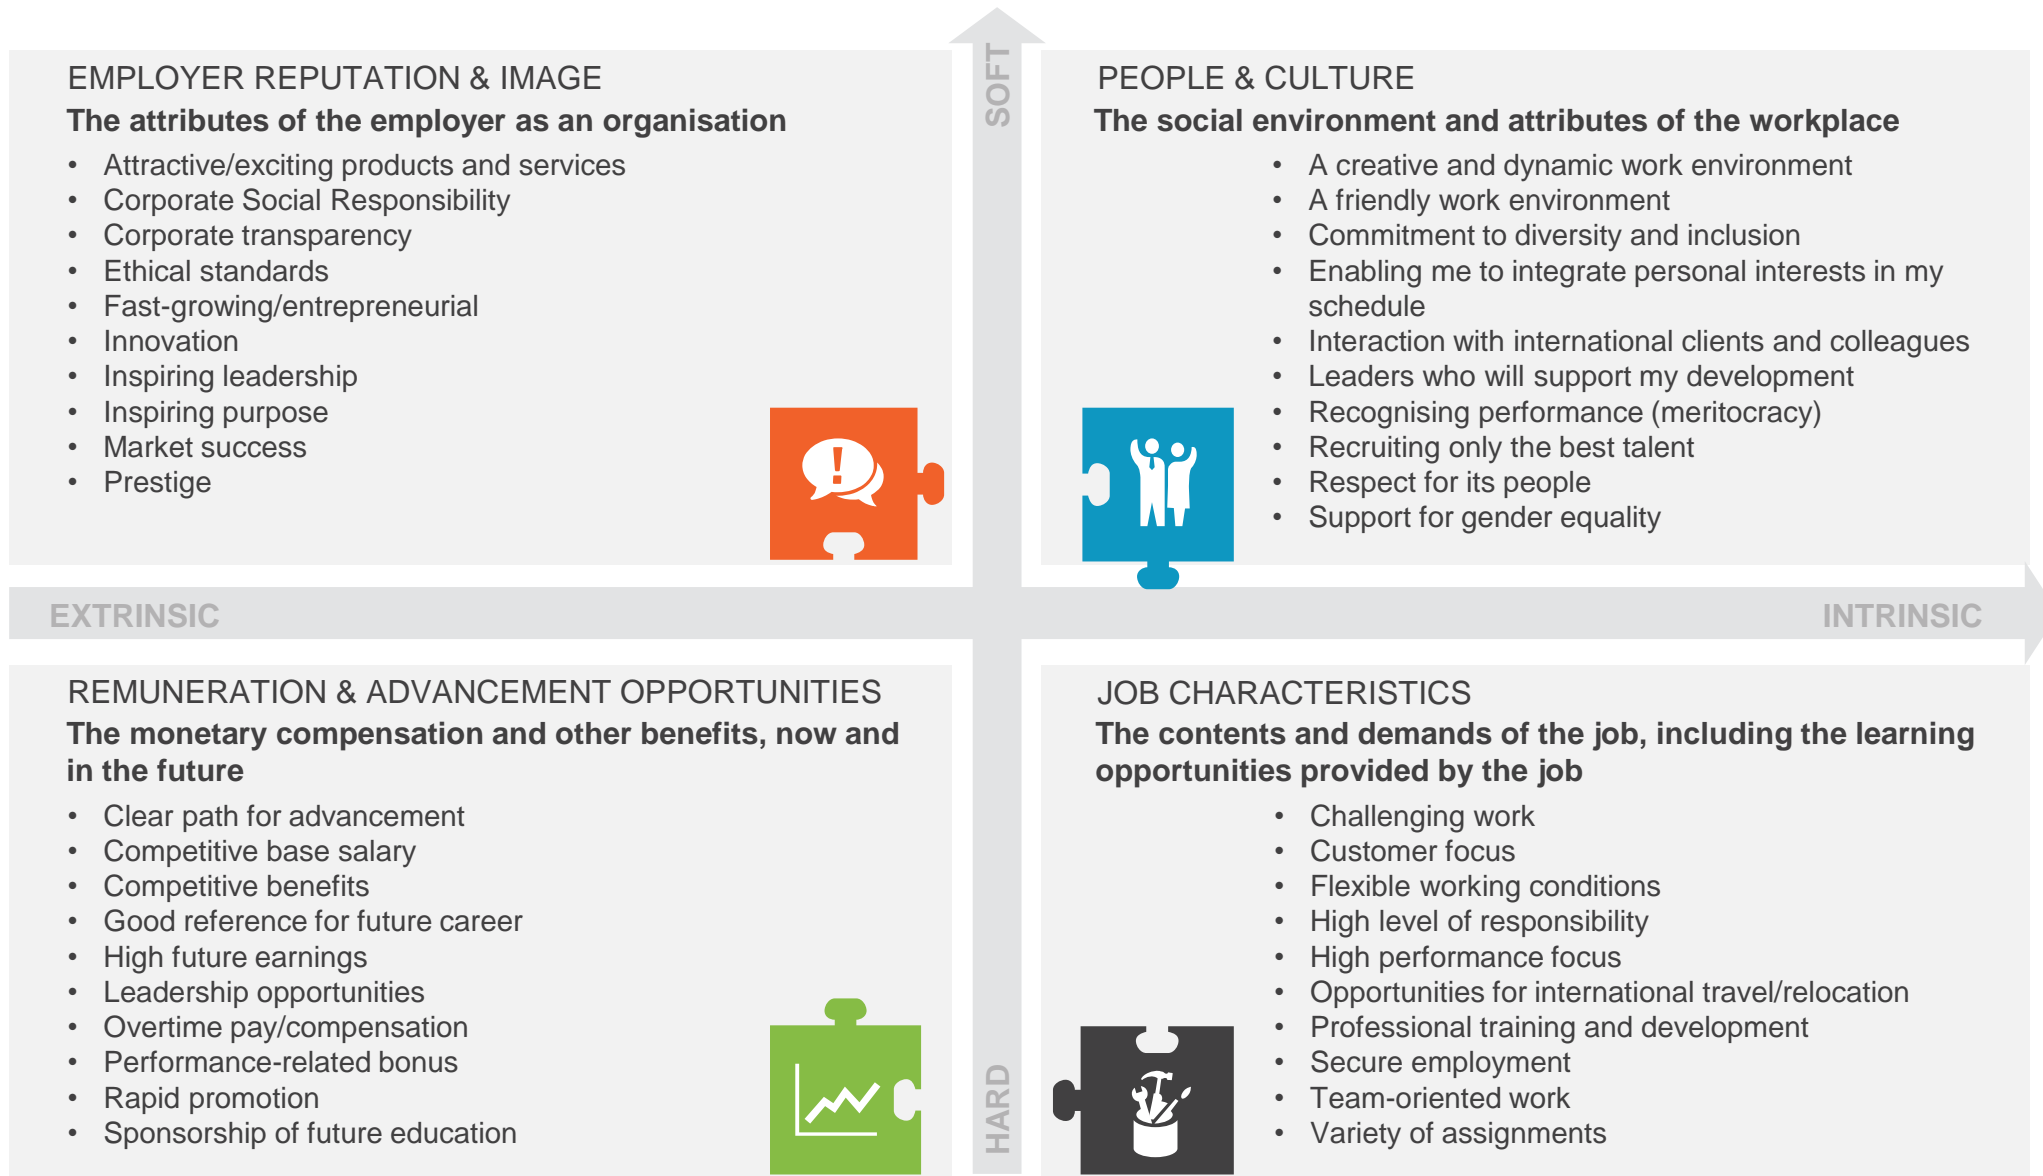 SOFT
EMPLOYER REPUTATION & IMAGE
The attributes of the employer as an organisation
• Attractive/exciting products and services
• Corporate Social Responsibility
• Corporate transparency
• Ethical standards
• Fast-growing/entrepreneurial
• Innovation
• Inspiring leadership
• Inspiring purpose
• Market success
• Prestige
!
PEOPLE & CULTURE
The social environment and attributes of the workplace
• A creative and dynamic work environment
• A friendly work environment
• Commitment to diversity and inclusion
• Enabling me to integrate personal interests in my
schedule
• Interaction with international clients and colleagues
• Leaders who will support my development
• Recognising performance (meritocracy)
• Recruiting only the best talent
• Respect for its people
• Support for gender equality
EXTRINSIC
INTRINSIC
REMUNERATION & ADVANCEMENT OPPORTUNITIES
The monetary compensation and other benefits, now and
in the future
• Clear path for advancement
• Competitive base salary
• Competitive benefits
• Good reference for future career
• High future earnings
• Leadership opportunities
• Overtime pay/compensation
• Performance-related bonus
• Rapid promotion
• Sponsorship of future education
JOB CHARACTERISTICS
The contents and demands of the job, including the learning
opportunities provided by the job
• Challenging work
• Customer focus
• Flexible working conditions
• High level of responsibility
• High performance focus
• Opportunities for international travel/relocation
• Professional training and development
• Secure employment
• Team-oriented work
• Variety of assignments
HARD